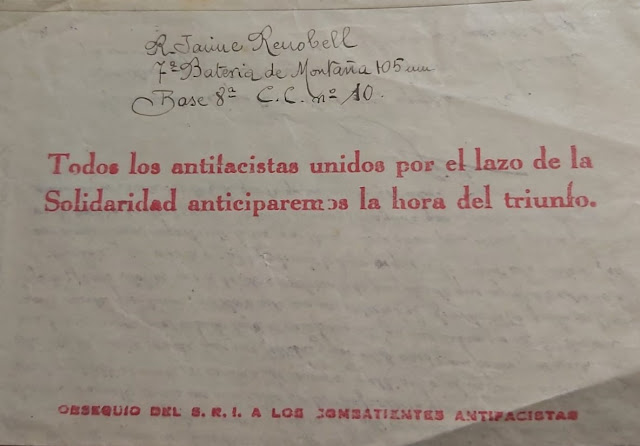 R. Jaime Renobell
7ª Bateria de Montaña 105 mm
Base 8ª C.C. nº 10.
Todos los antifacistas unidos por el lazo de la
Solidaridad anticiparemos la hora del triunfo.
OBSEQUIO DEL S. R. I. A LOS COMBATIENTES ANTIFACISTAS